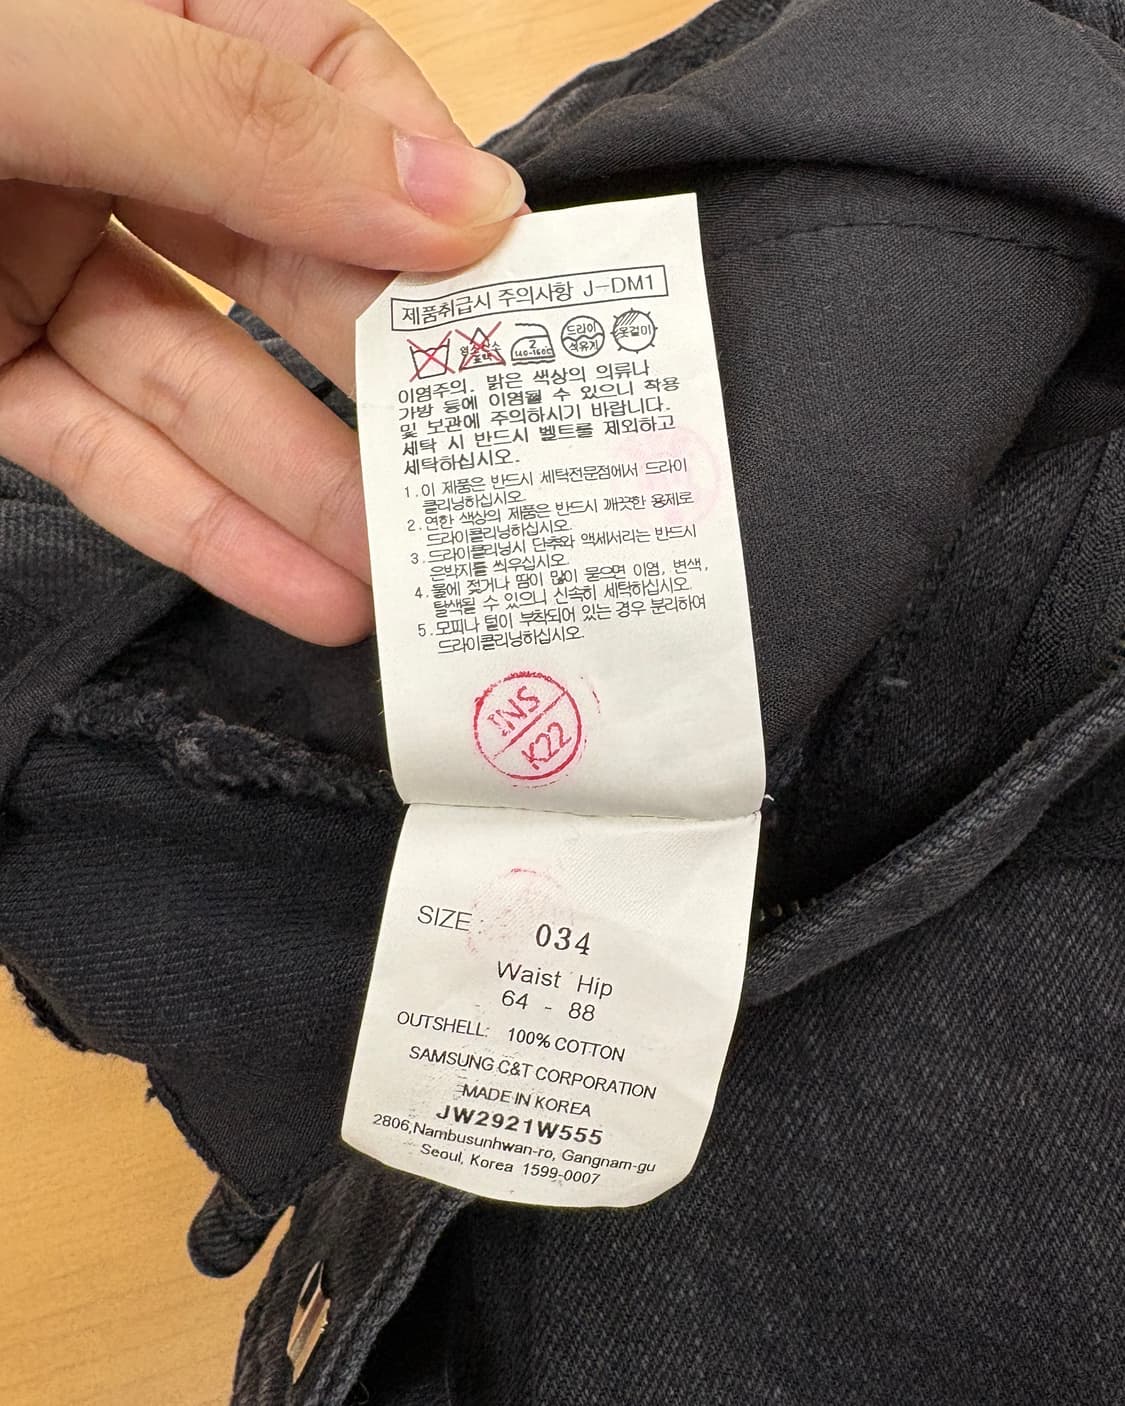 제품취급시 주의사항 J-DM1
2
140-160℃
드라이
석유계
옷걸이
이염주의. 밝은 색상의 의류나
가방 등에 이염될 수 있으니 착용
및 보관에 주의하시기 바랍니다.
세탁 시 반드시 벨트를 제외하고
세탁하십시오.
1.이 제품은 반드시 세탁전문점에서 드라이
클리닝하십시오.
2.연한 색상의 제품은 반드시 깨끗한 용제로
드라이클리닝하십시오.
3.드라이클리닝시 단추와 액세서리는 반드시
은박지를 씌우십시오.
4.물에 젖거나 땀이 많이 묻으면 이염, 변색,
탈색될 수 있으니 신속히 세탁하십시오.
5.모피나 털이 부착되어 있는 경우 분리하여
드라이클리닝하십시오.
INS
K22
SIZE : 034
Waist Hip
64 - 88
OUTSHELL: 100% COTTON
SAMSUNG C&T CORPORATION
MADE IN KOREA
JW2921W555
2806,Nambusunhwan-ro, Gangnam-gu
Seoul, Korea 1599-0007